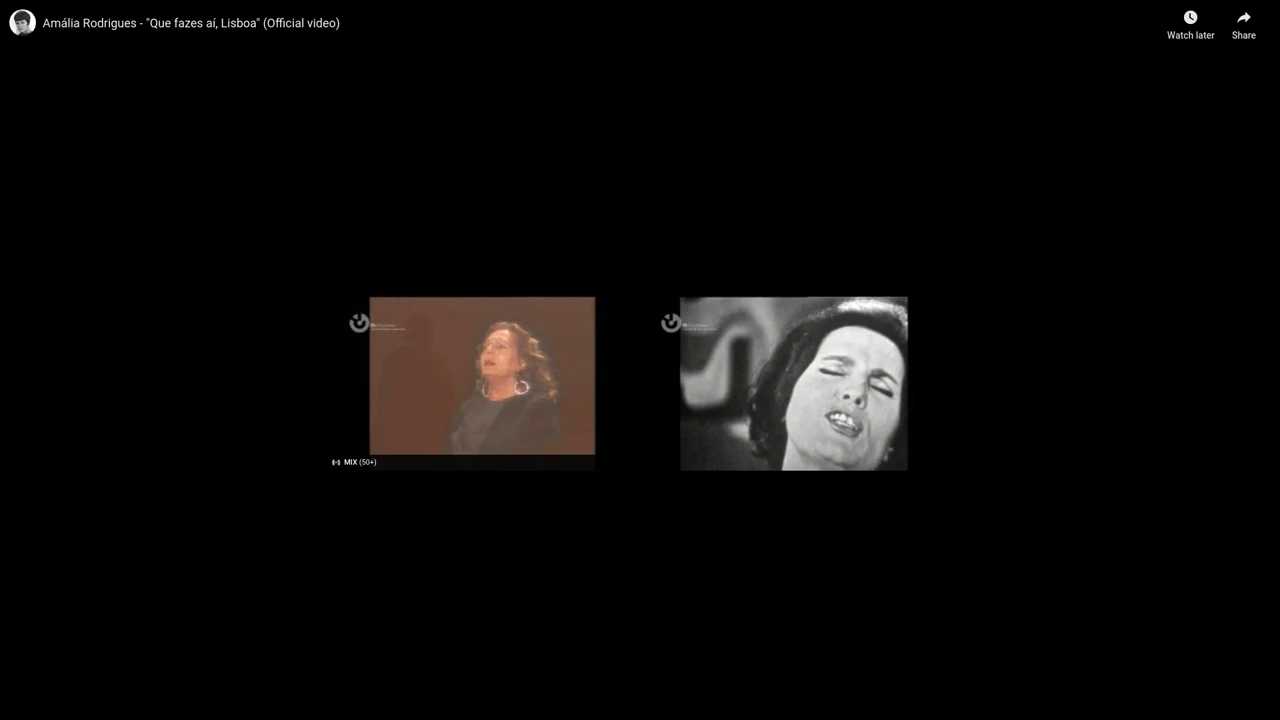 Amália Rodrigues - "Que fazes aí, Lisboa" (Official video)
Watch later
Share
MIX (50+)